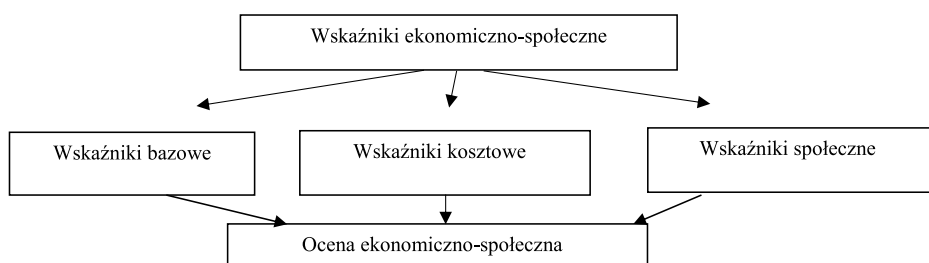 Wskaźniki ekonomiczno-społeczne
Wskaźniki bazowe
Wskaźniki kosztowe
Wskaźniki społeczne
Ocena ekonomiczno-społeczna